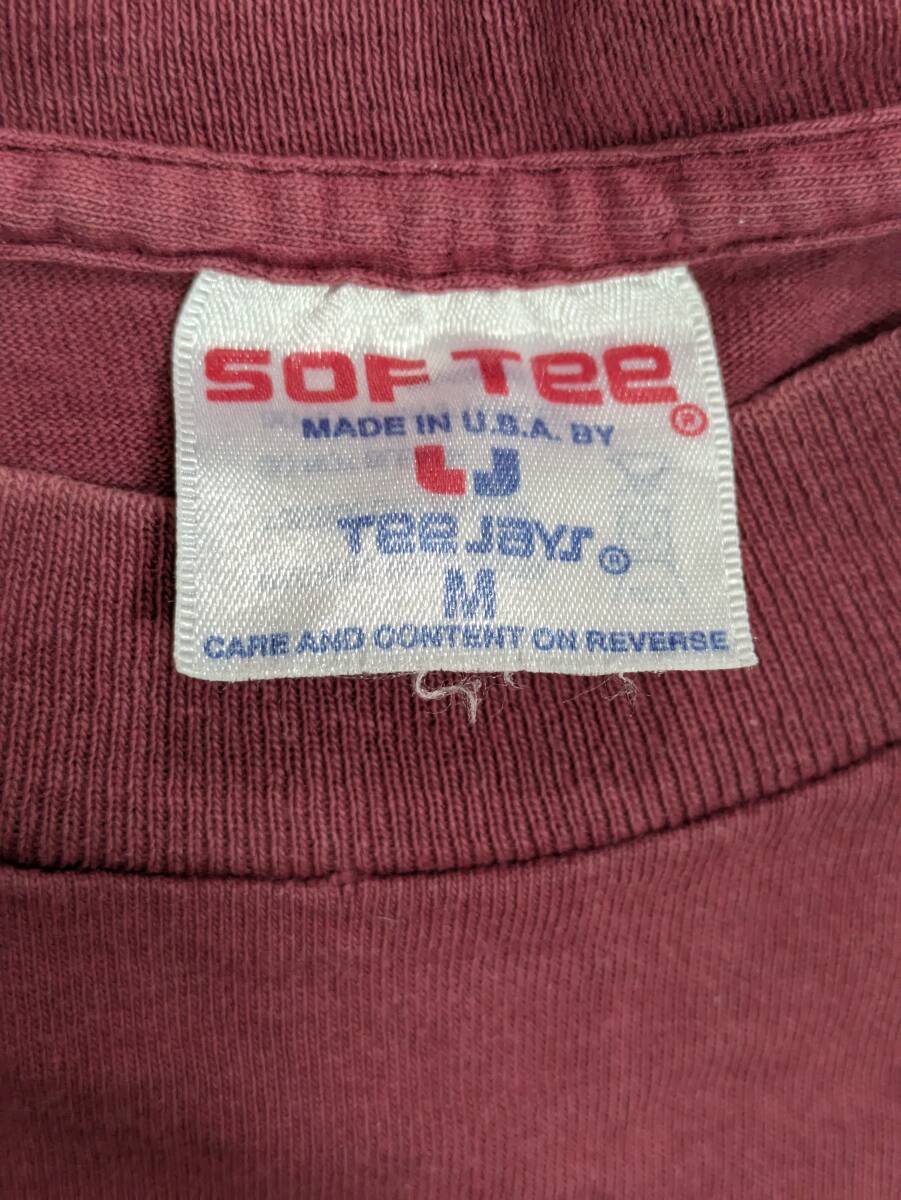 SOF TEE ®
MADE IN U.S.A. BY
TEE JAYS ®
M
CARE AND CONTENT ON REVERSE